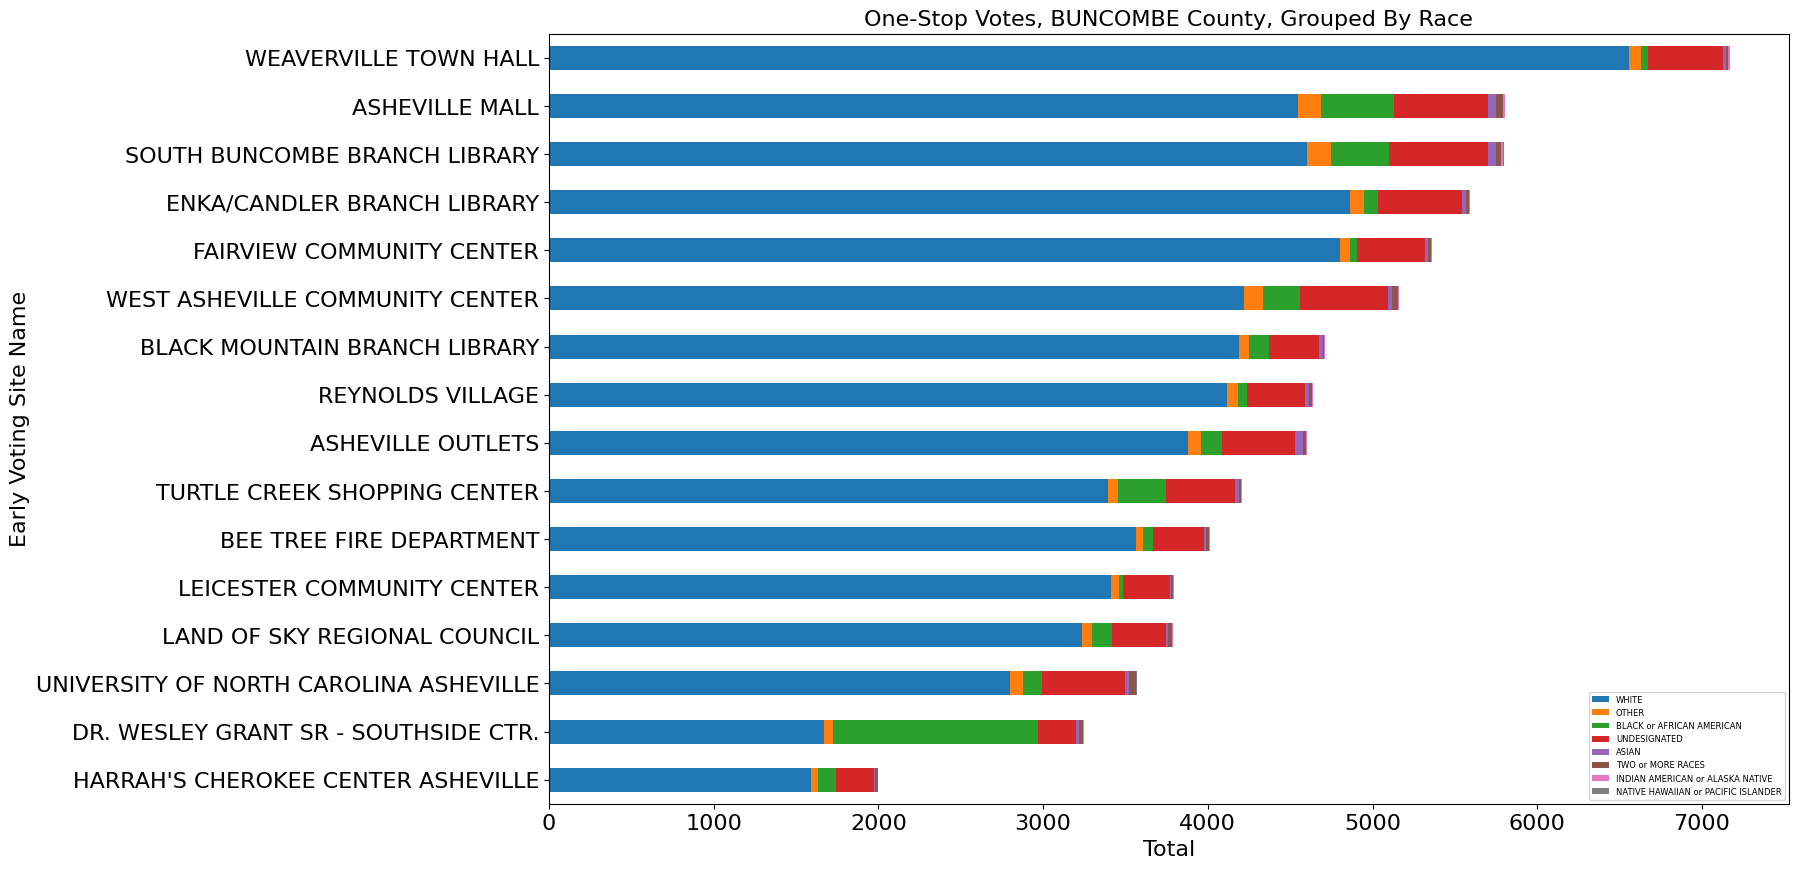 One-Stop Votes, BUNCOMBE County, Grouped By Race
Early Voting Site Name
WEAVERVILLE TOWN HALL
ASHEVILLE MALL
SOUTH BUNCOMBE BRANCH LIBRARY
ENKA/CANDLER BRANCH LIBRARY
FAIRVIEW COMMUNITY CENTER
WEST ASHEVILLE COMMUNITY CENTER
BLACK MOUNTAIN BRANCH LIBRARY
REYNOLDS VILLAGE
ASHEVILLE OUTLETS
TURTLE CREEK SHOPPING CENTER
BEE TREE FIRE DEPARTMENT
LEICESTER COMMUNITY CENTER
LAND OF SKY REGIONAL COUNCIL
UNIVERSITY OF NORTH CAROLINA ASHEVILLE
DR. WESLEY GRANT SR - SOUTHSIDE CTR.
HARRAH'S CHEROKEE CENTER ASHEVILLE
WHITE
OTHER
BLACK or AFRICAN AMERICAN
UNDESIGNATED
ASIAN
TWO or MORE RACES
INDIAN AMERICAN or ALASKA NATIVE
NATIVE HAWAIIAN or PACIFIC ISLANDER
0 1000 2000 3000 4000 5000 6000 7000
Total